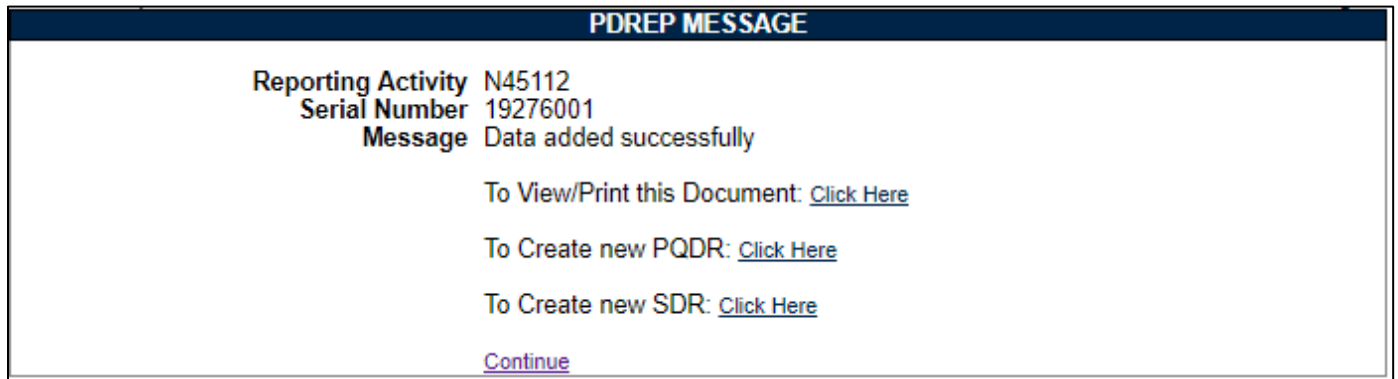 PDREP MESSAGE
Reporting Activity N45112
Serial Number 19276001
Message Data added successfully
To View/Print this Document: Click Here
To Create new PQDR: Click Here
To Create new SDR: Click Here
Continue